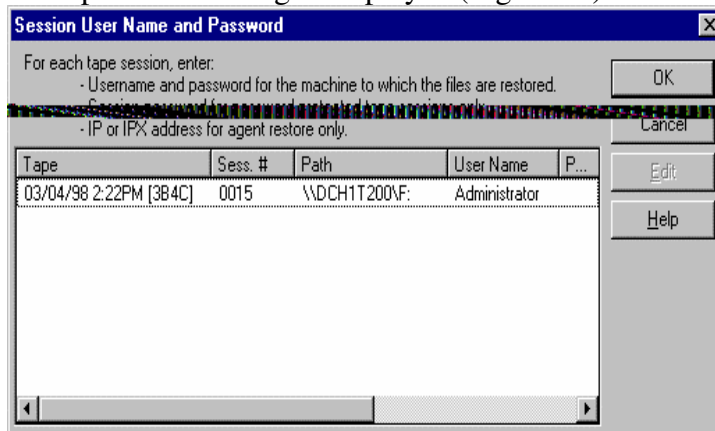 Session User Name and Password
For each tape session, enter:
- Username and password for the machine to which the files are restored.
- IP or IPX address for agent restore only.
OK
Cancel
Edit
Help
Tape Sess. # Path User Name P...
03/04/98 2:22PM [3B4C] 0015 \\DCH1T200\F: Administrator